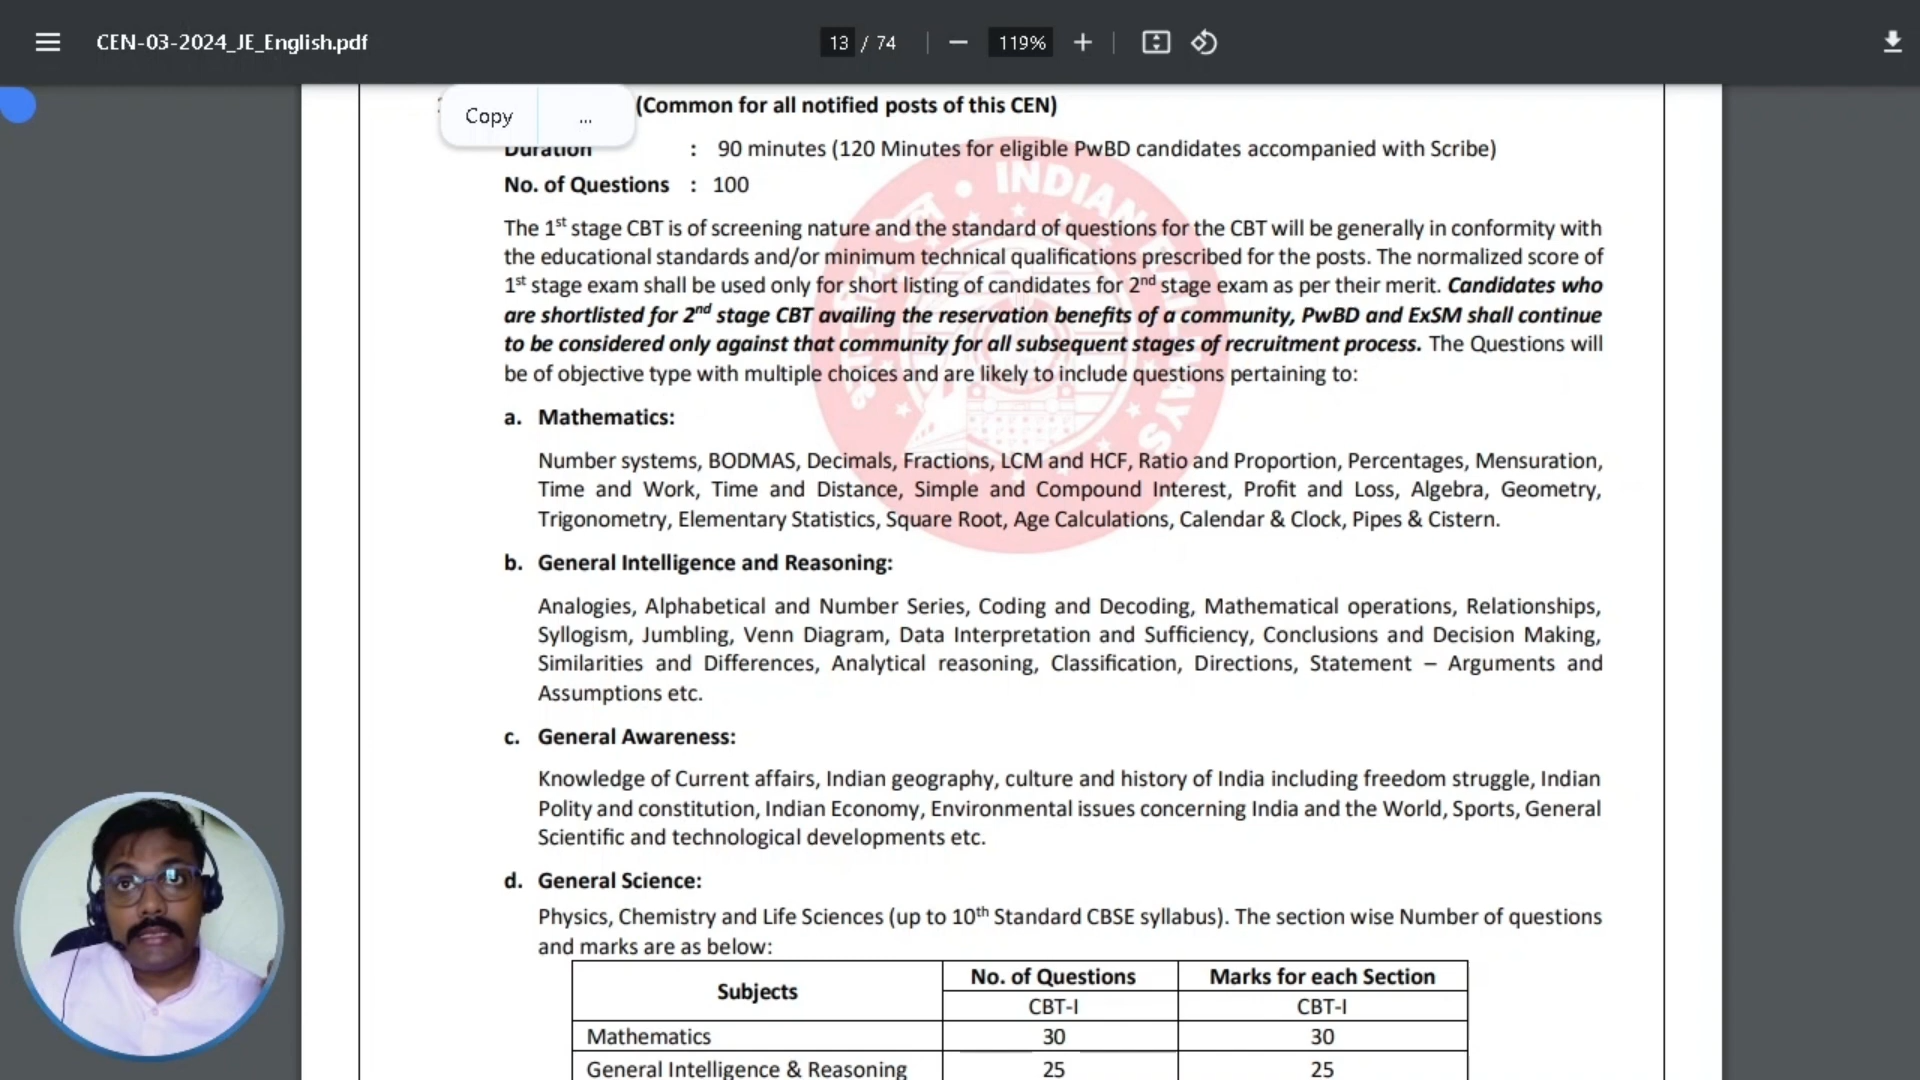 CEN-03-2024_JE_English.pdf
13 / 74
119%
Copy
...
(Common for all notified posts of this CEN)
Duration : 90 minutes (120 Minutes for eligible PwBD candidates accompanied with Scribe)
No. of Questions : 100
The 1st stage CBT is of screening nature and the standard of questions for the CBT will be generally in conformity with
the educational standards and/or minimum technical qualifications prescribed for the posts. The normalized score of
1st stage exam shall be used only for short listing of candidates for 2nd stage exam as per their merit. Candidates who
are shortlisted for 2nd stage CBT availing the reservation benefits of a community, PwBD and ExSM shall continue
to be considered only against that community for all subsequent stages of recruitment process. The Questions will
be of objective type with multiple choices and are likely to include questions pertaining to:
a. Mathematics:
Number systems, BODMAS, Decimals, Fractions, LCM and HCF, Ratio and Proportion, Percentages, Mensuration,
Time and Work, Time and Distance, Simple and Compound Interest, Profit and Loss, Algebra, Geometry,
Trigonometry, Elementary Statistics, Square Root, Age Calculations, Calendar & Clock, Pipes & Cistern.
b. General Intelligence and Reasoning:
Analogies, Alphabetical and Number Series, Coding and Decoding, Mathematical operations, Relationships,
Syllogism, Jumbling, Venn Diagram, Data Interpretation and Sufficiency, Conclusions and Decision Making,
Similarities and Differences, Analytical reasoning, Classification, Directions, Statement – Arguments and
Assumptions etc.
c. General Awareness:
Knowledge of Current affairs, Indian geography, culture and history of India including freedom struggle, Indian
Polity and constitution, Indian Economy, Environmental issues concerning India and the World, Sports, General
Scientific and technological developments etc.
d. General Science:
Physics, Chemistry and Life Sciences (up to 10th Standard CBSE syllabus). The section wise Number of questions
and marks are as below:
Subjects No. of Questions Marks for each Section
CBT-I CBT-I
Mathematics 30 30
General Intelligence & Reasoning 25 25
INDIAN RAILWAYS